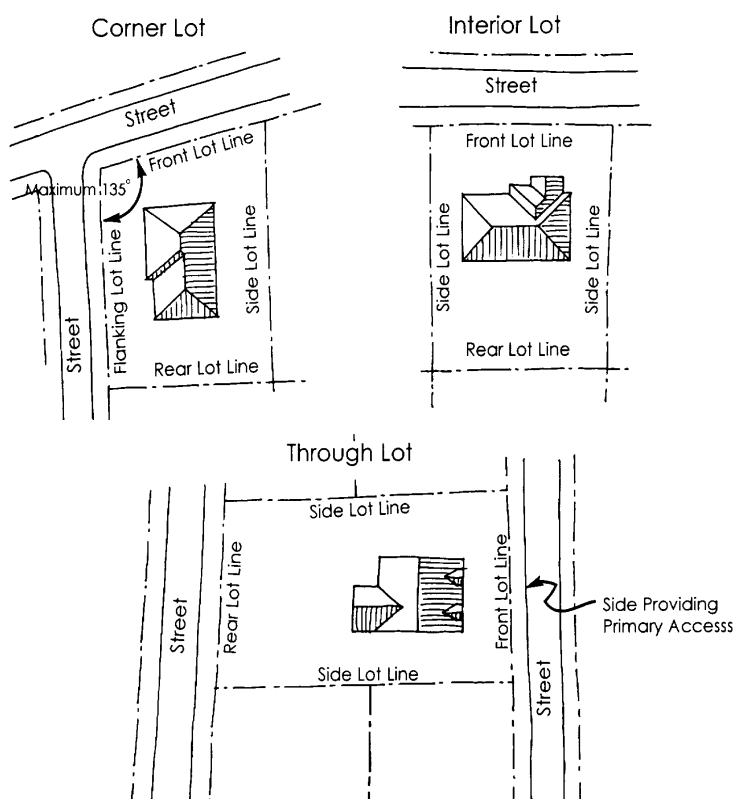 Corner Lot
Street
Front Lot Line
Maximum 135°
Flanking Lot Line
Side Lot Line
Street
Rear Lot Line
Interior Lot
Street
Front Lot Line
Side Lot Line
Side Lot Line
Rear Lot Line
Through Lot
Side Lot Line
Street
Rear Lot Line
Front Lot Line
Side Providing
Primary Accesss
Side Lot Line
Street